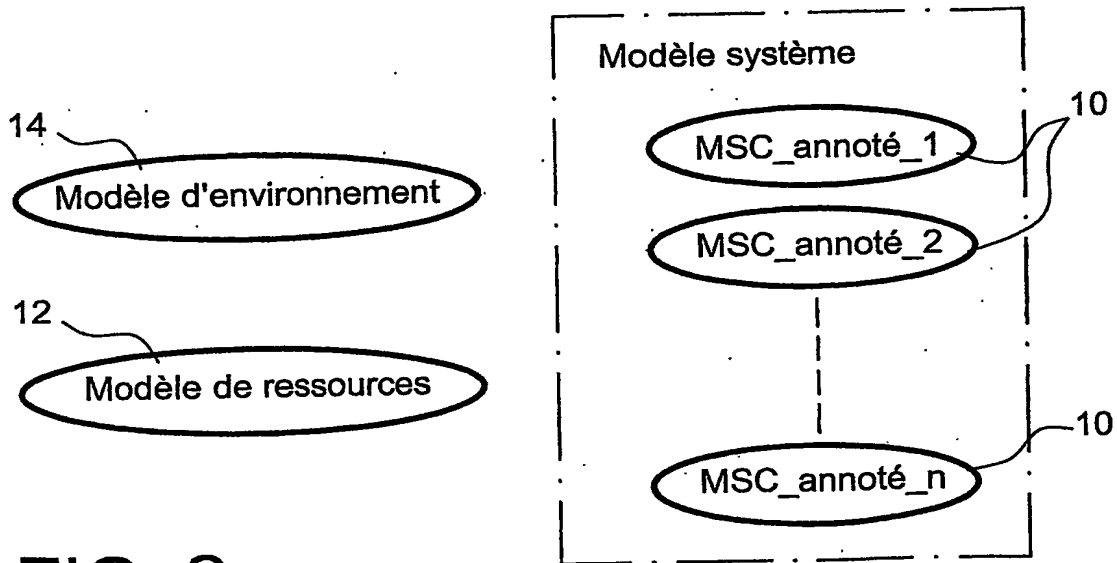 Modèle système
10
14
MSC_annoté_1
Modèle d'environnement
MSC_annoté_2
12
Modèle de ressources
10
MSC_annoté_n